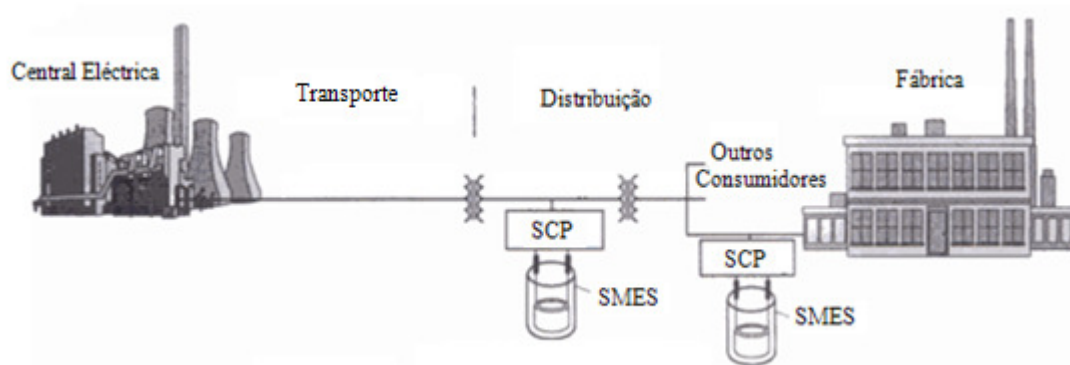 Central Eléctrica
Transporte
Distribuição
Fábrica
Outros
Consumidores
SCP
SMES
SCP
SMES